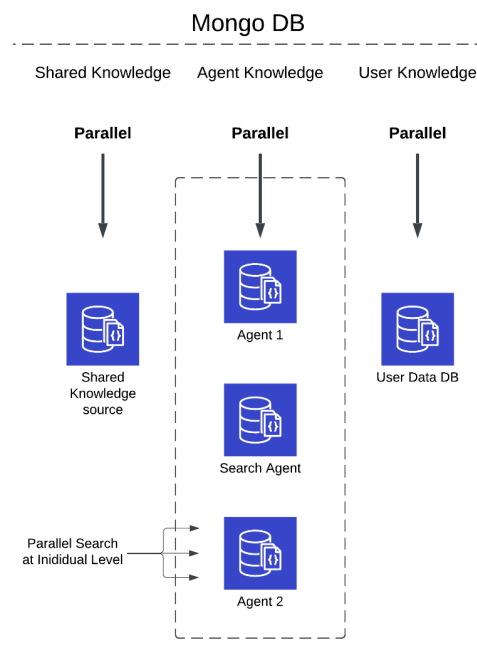 Mongo DB
Shared Knowledge
Agent Knowledge
User Knowledge
Parallel
Parallel
Parallel
{}
Agent 1
{}
Shared
Knowledge
source
{}
User Data DB
{}
Search Agent
Parallel Search
at Inididual Level
{}
Agent 2